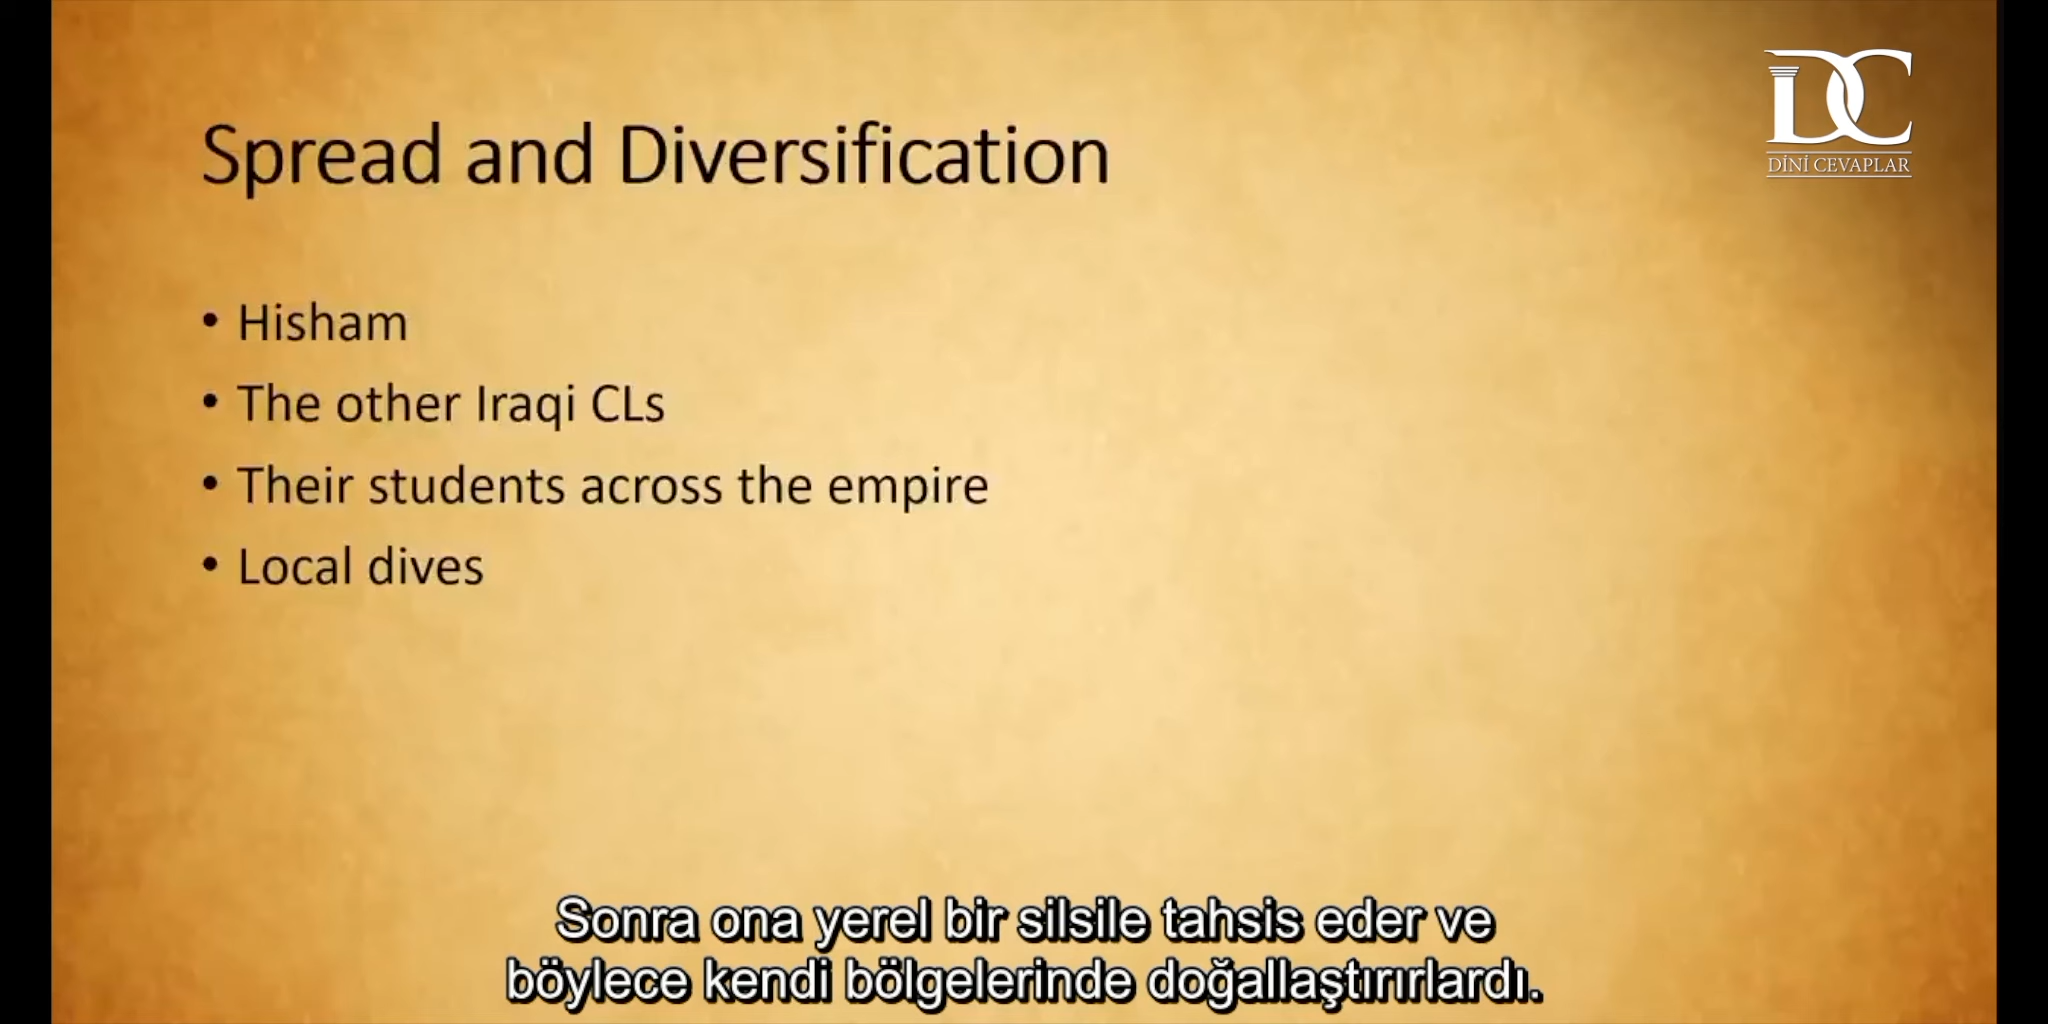 DC
DİNİ CEVAPLAR
Spread and Diversification
• Hisham
• The other Iraqi CLs
• Their students across the empire
• Local dives
Sonra ona yerel bir silsile tahsis eder ve
böylece kendi bölgelerinde doğallaştırırlardı.